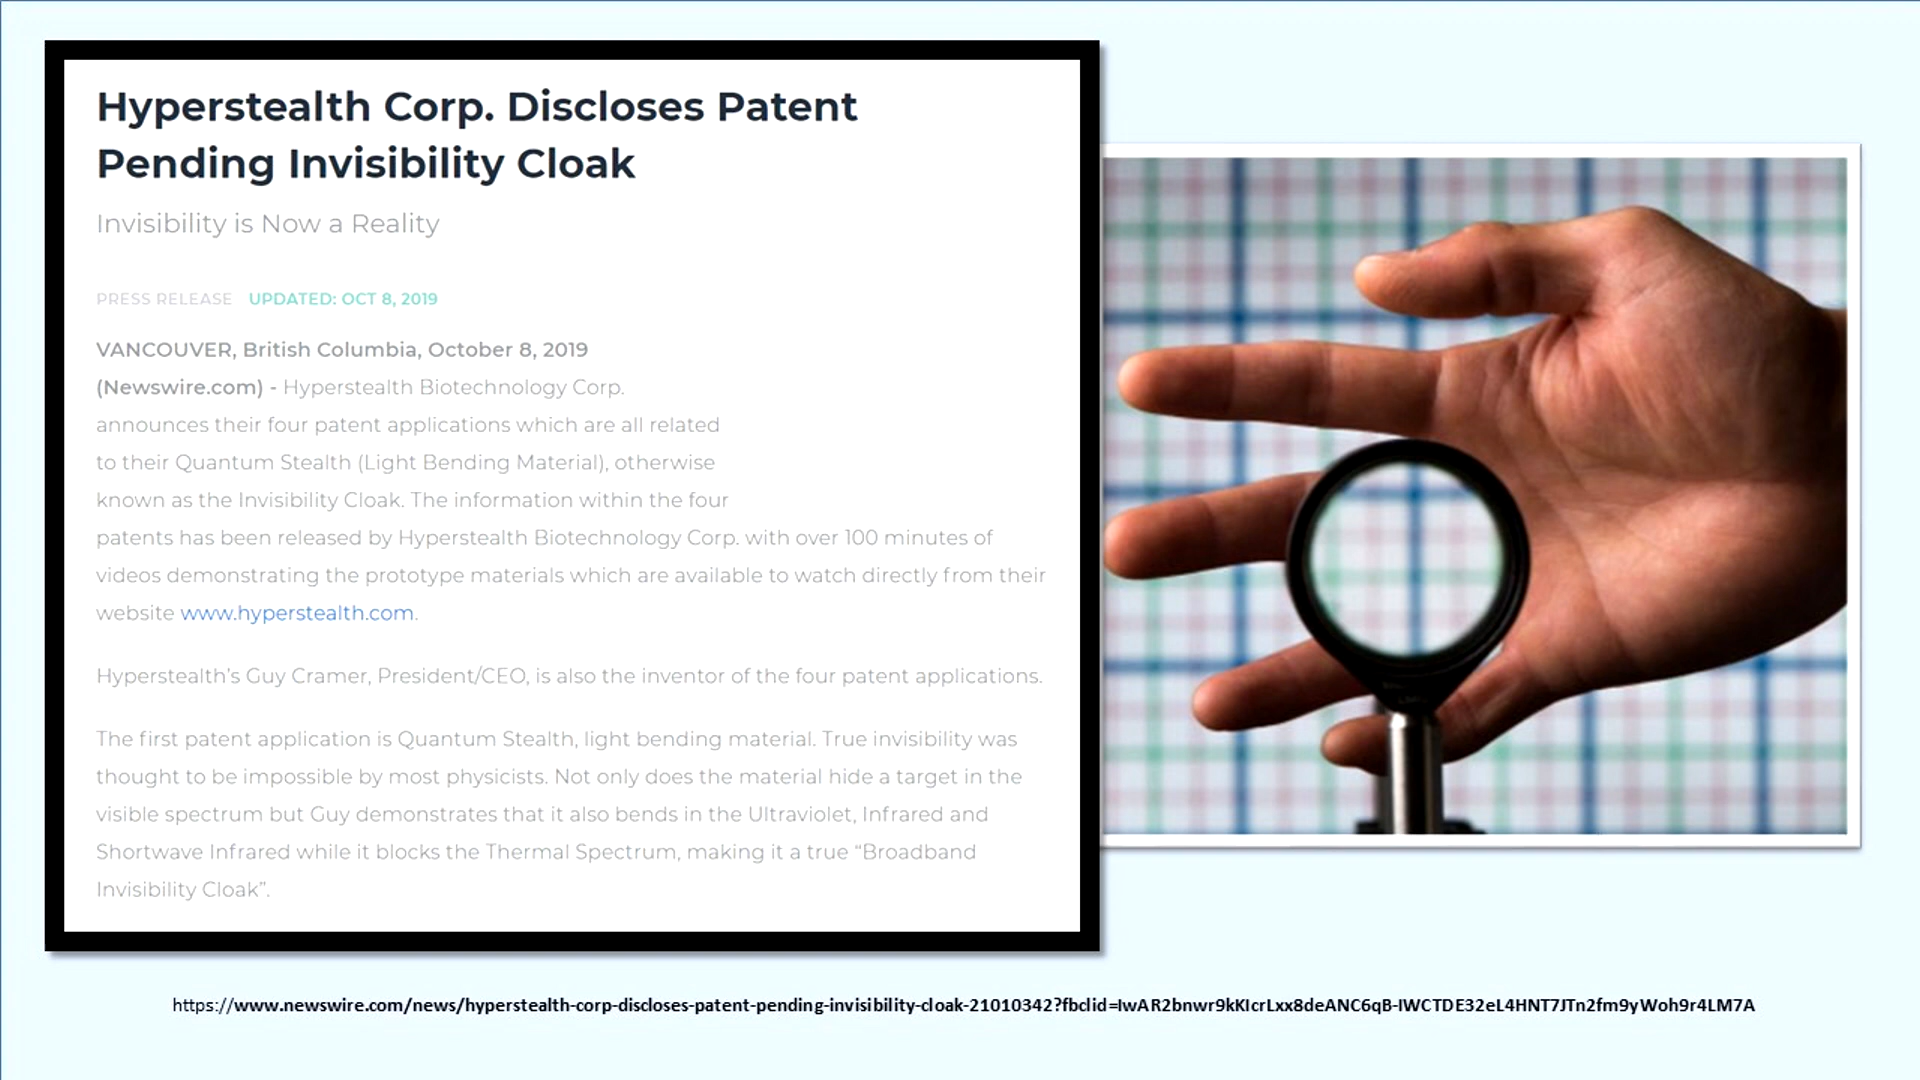 Hyperstealth Corp. Discloses Patent
Pending Invisibility Cloak
Invisibility is Now a Reality
PRESS RELEASE UPDATED: OCT 8, 2019
VANCOUVER, British Columbia, October 8, 2019
(Newswire.com) - Hyperstealth Biotechnology Corp.
announces their four patent applications which are all related
to their Quantum Stealth (Light Bending Material), otherwise
known as the Invisibility Cloak. The information within the four
patents has been released by Hyperstealth Biotechnology Corp. with over 100 minutes of
videos demonstrating the prototype materials which are available to watch directly from their
website www.hyperstealth.com.
Hyperstealth’s Guy Cramer, President/CEO, is also the inventor of the four patent applications.
The first patent application is Quantum Stealth, light bending material. True invisibility was
thought to be impossible by most physicists. Not only does the material hide a target in the
visible spectrum but Guy demonstrates that it also bends in the Ultraviolet, Infrared and
Shortwave Infrared while it blocks the Thermal Spectrum, making it a true “Broadband
Invisibility Cloak”.
https://www.newswire.com/news/hyperstealth-corp-discloses-patent-pending-invisibility-cloak-21010342?fbclid=IwAR2bnwr9kKIcrLxx8deANC6qB-IWCTDE32eL4HNT7JTn2fm9yWoh9r4LM7A